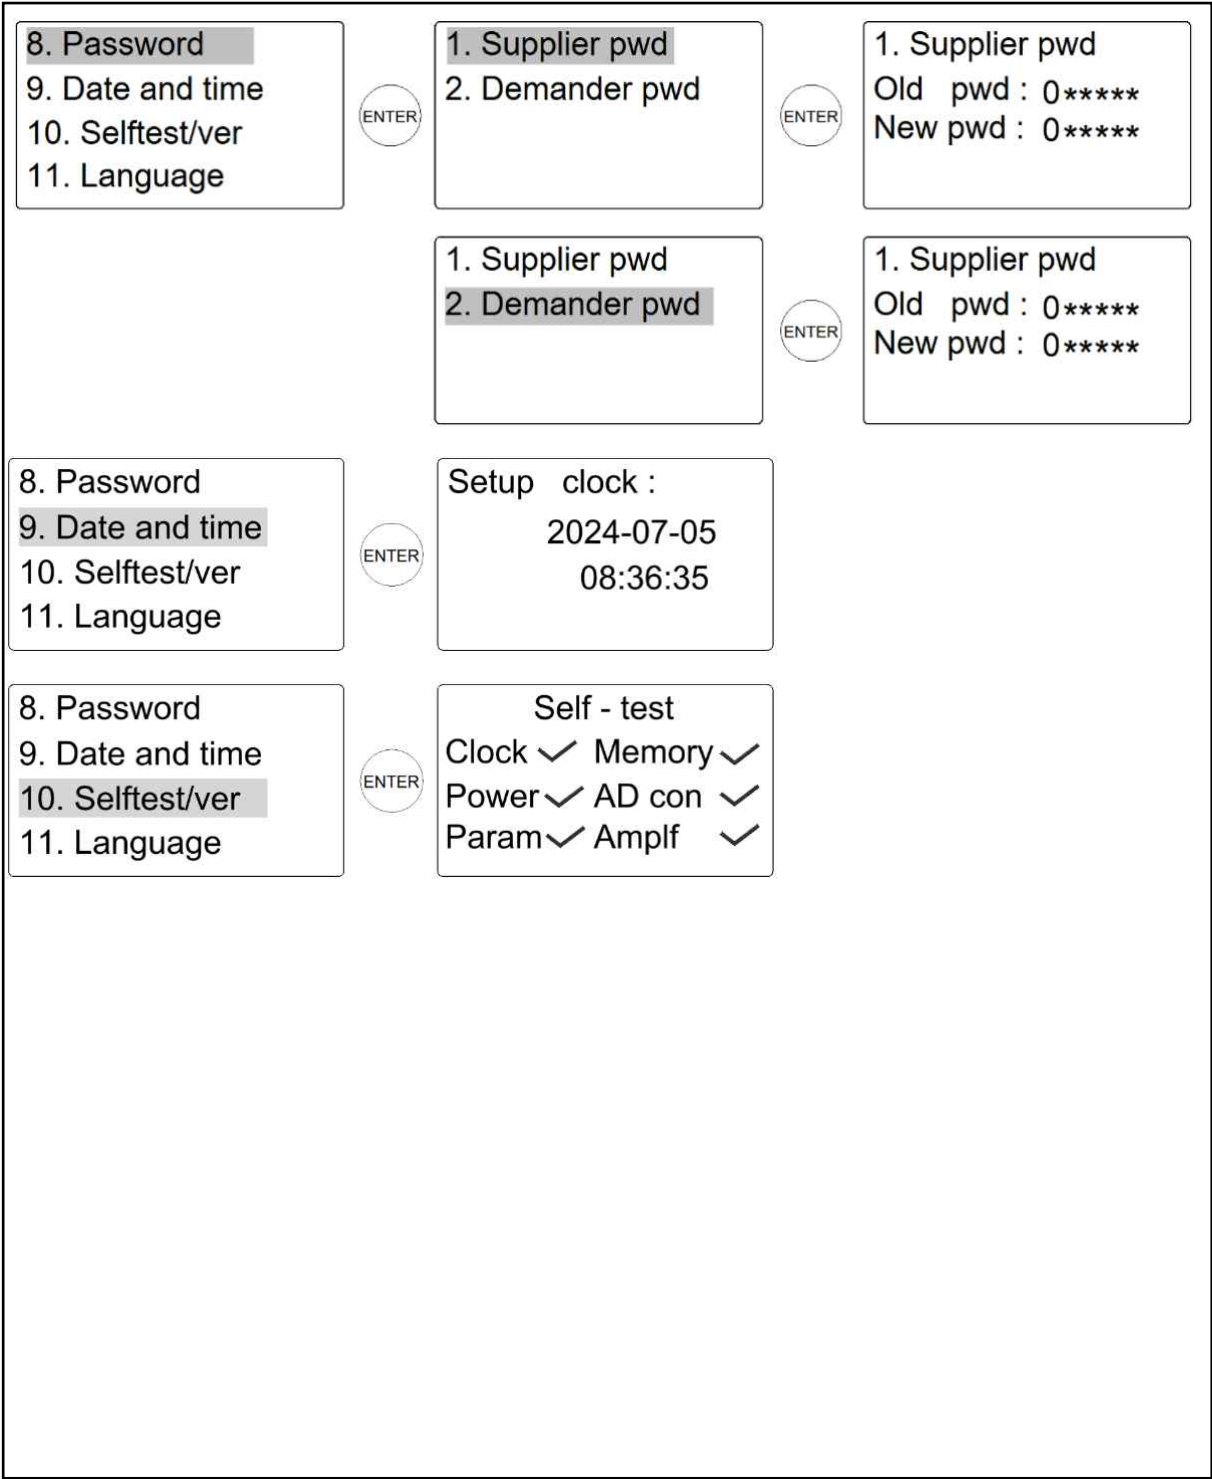 8. Password
9. Date and time
10. Selftest/ver
11. Language
ENTER
1. Supplier pwd
2. Demander pwd
ENTER
1. Supplier pwd
Old pwd : 0*****
New pwd : 0*****
1. Supplier pwd
2. Demander pwd
ENTER
1. Supplier pwd
Old pwd : 0*****
New pwd : 0*****
8. Password
9. Date and time
10. Selftest/ver
11. Language
ENTER
Setup clock :
2024-07-05
08:36:35
8. Password
9. Date and time
10. Selftest/ver
11. Language
ENTER
Self - test
Clock ✓ Memory ✓
Power ✓ AD con ✓
Param ✓ Amplf ✓